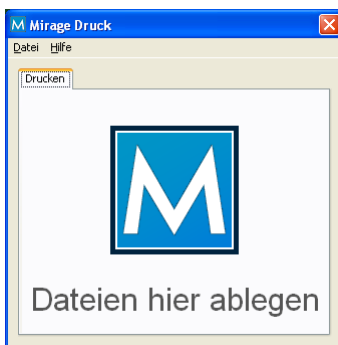 M Mirage Druck
Datei Hilfe
Drucken
M
Dateien hier ablegen